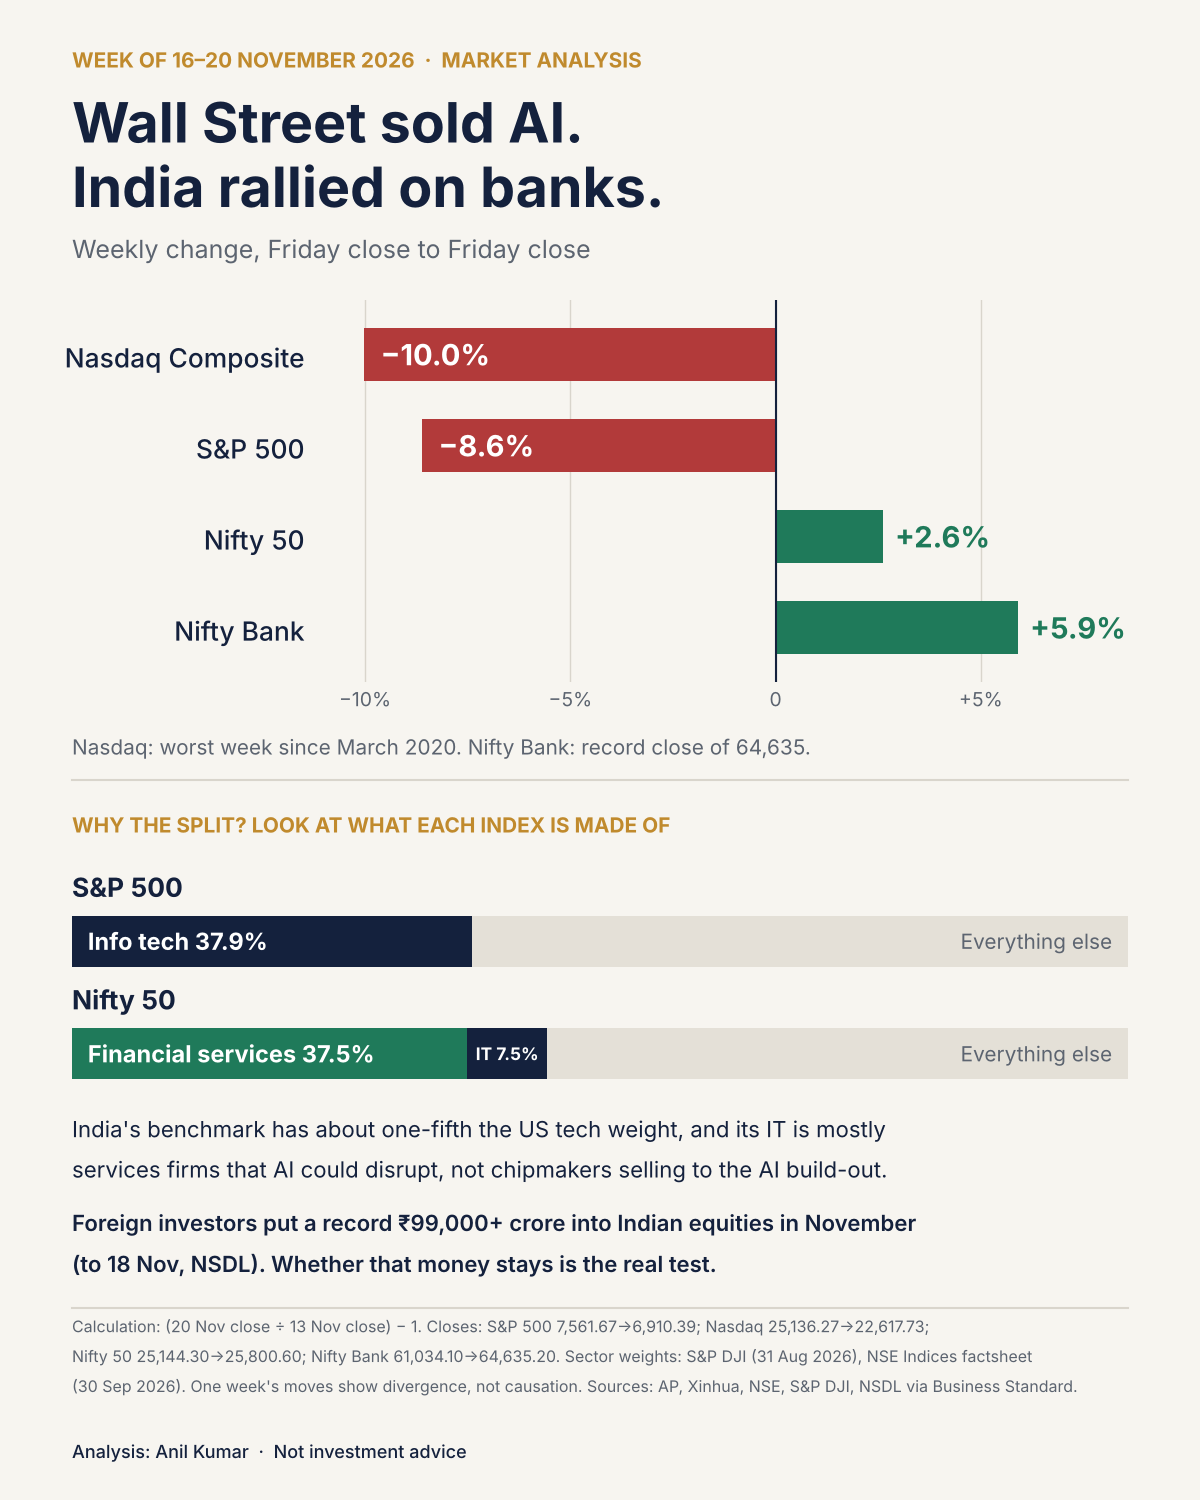 WEEK OF 16–20 NOVEMBER 2026 · MARKET ANALYSIS
Wall Street sold AI.
India rallied on banks.
Weekly change, Friday close to Friday close
Nasdaq Composite
−10.0%
S&P 500
−8.6%
Nifty 50
+2.6%
Nifty Bank
+5.9%
−10%
−5%
0
+5%
Nasdaq: worst week since March 2020. Nifty Bank: record close of 64,635.
WHY THE SPLIT? LOOK AT WHAT EACH INDEX IS MADE OF
S&P 500
Info tech 37.9%
Everything else
Nifty 50
Financial services 37.5%
IT 7.5%
Everything else
India's benchmark has about one-fifth the US tech weight, and its IT is mostly
services firms that AI could disrupt, not chipmakers selling to the AI build-out.
Foreign investors put a record ₹99,000+ crore into Indian equities in November
(to 18 Nov, NSDL). Whether that money stays is the real test.
Calculation: (20 Nov close ÷ 13 Nov close) − 1. Closes: S&P 500 7,561.67→6,910.39; Nasdaq 25,136.27→22,617.73;
Nifty 50 25,144.30→25,800.60; Nifty Bank 61,034.10→64,635.20. Sector weights: S&P DJI (31 Aug 2026), NSE Indices factsheet
(30 Sep 2026). One week's moves show divergence, not causation. Sources: AP, Xinhua, NSE, S&P DJI, NSDL via Business Standard.
Analysis: Anil Kumar · Not investment advice